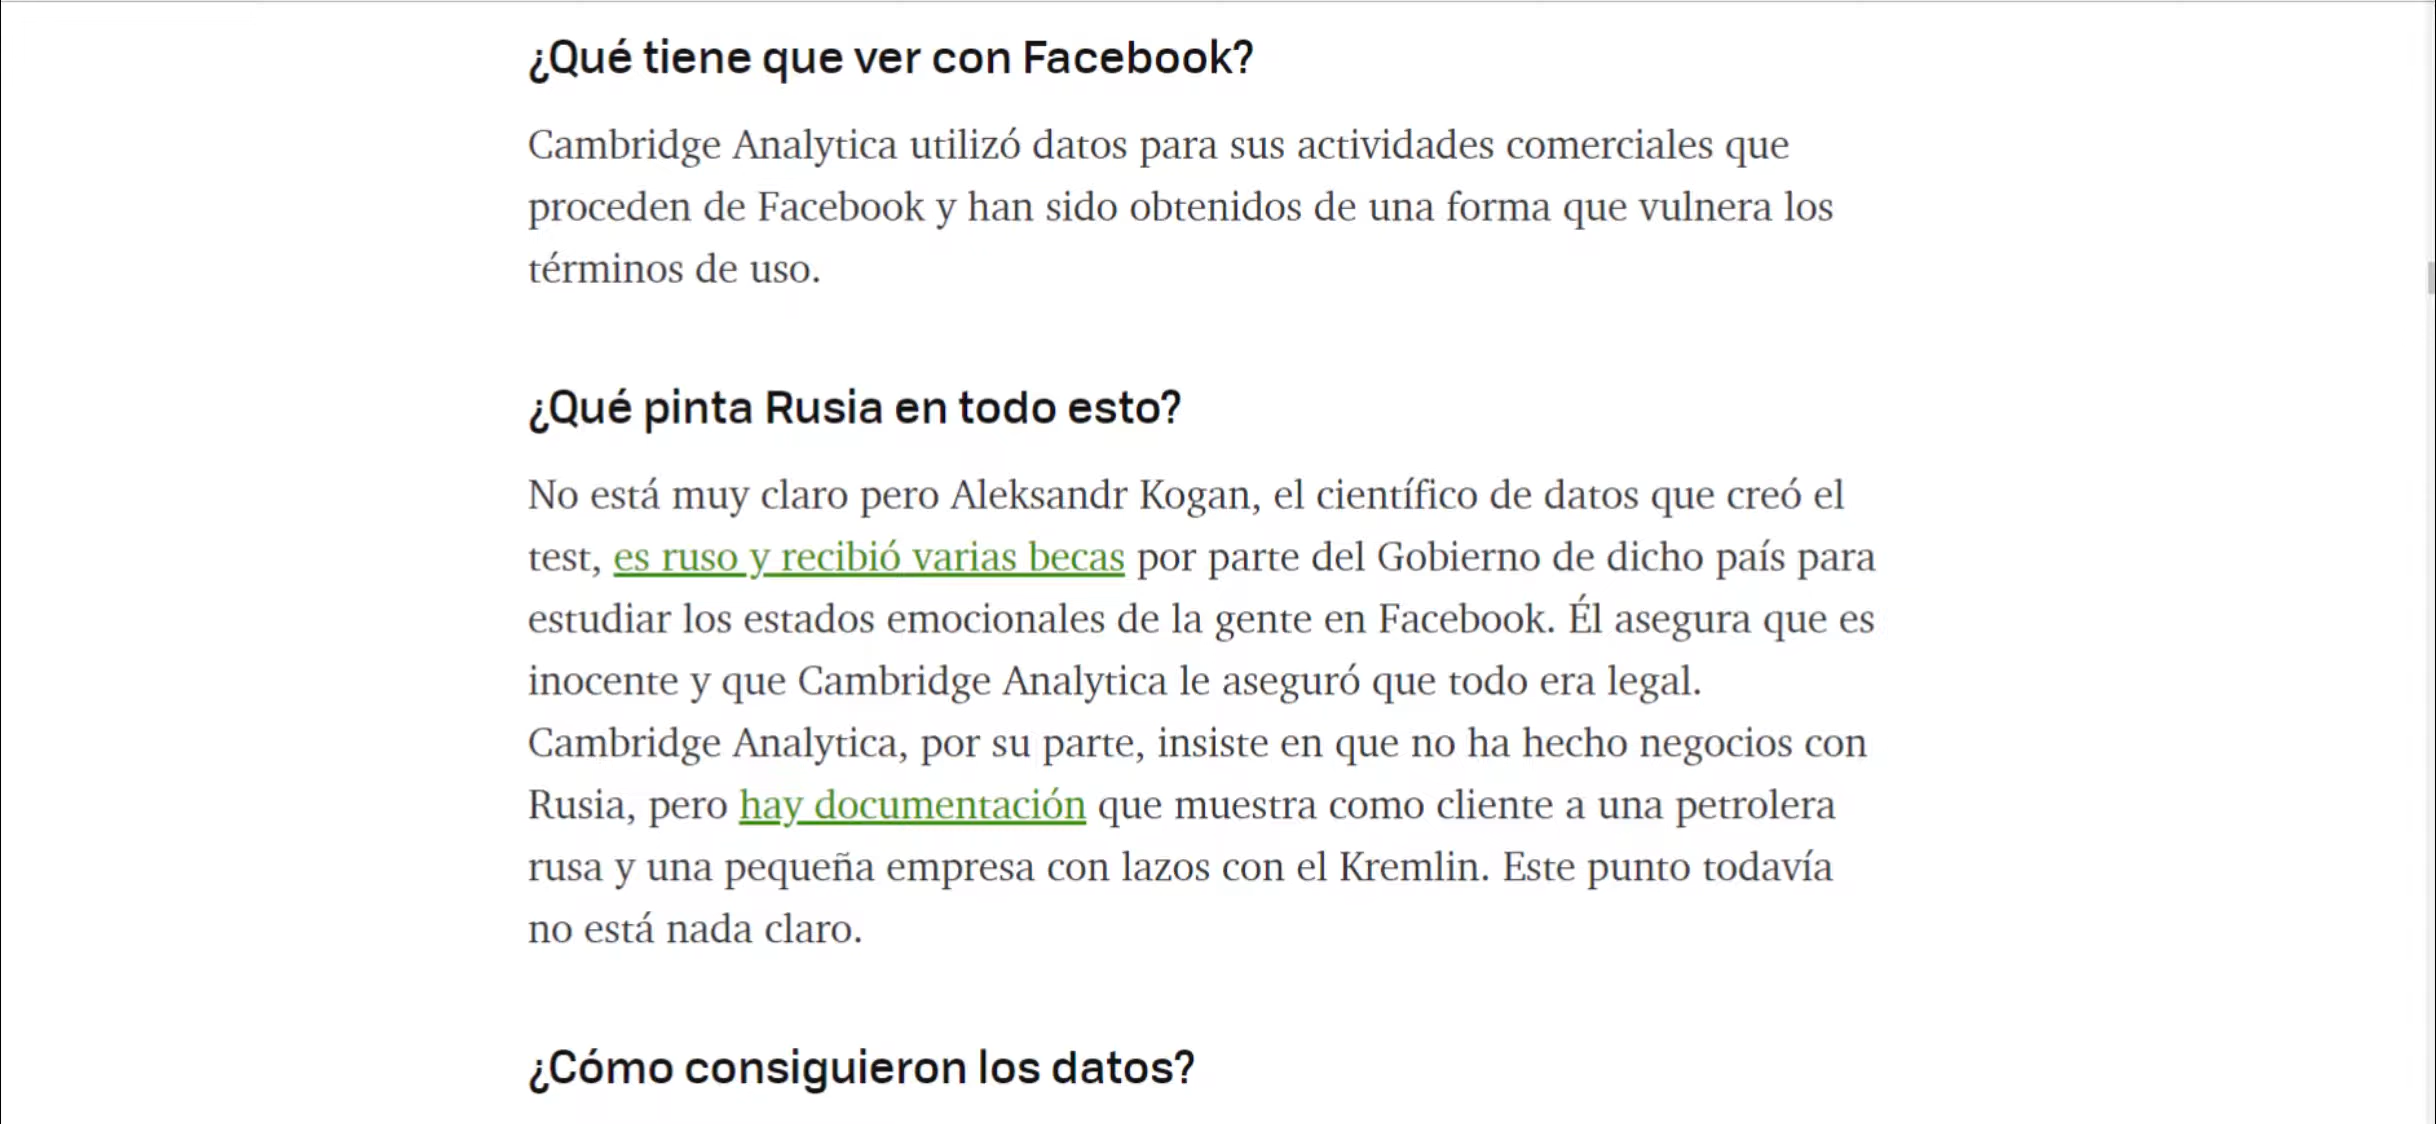 ¿Qué tiene que ver con Facebook?
Cambridge Analytica utilizó datos para sus actividades comerciales que
proceden de Facebook y han sido obtenidos de una forma que vulnera los
términos de uso.
¿Qué pinta Rusia en todo esto?
No está muy claro pero Aleksandr Kogan, el científico de datos que creó el
test, es ruso y recibió varias becas por parte del Gobierno de dicho país para
estudiar los estados emocionales de la gente en Facebook. Él asegura que es
inocente y que Cambridge Analytica le aseguró que todo era legal.
Cambridge Analytica, por su parte, insiste en que no ha hecho negocios con
Rusia, pero hay documentación que muestra como cliente a una petrolera
rusa y una pequeña empresa con lazos con el Kremlin. Este punto todavía
no está nada claro.
¿Cómo consiguieron los datos?